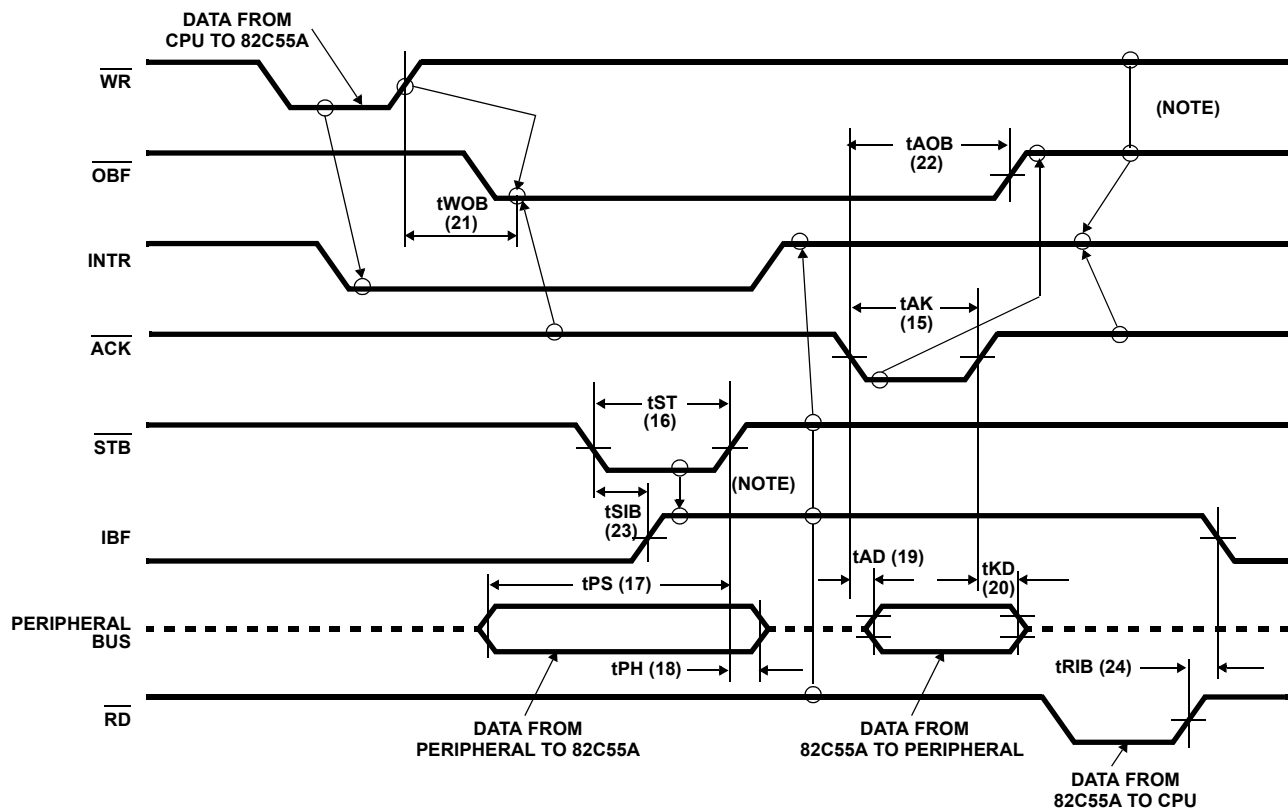 DATA FROM
CPU TO 82C55A
WR
(NOTE)
tAOB
(22)
OBF
tWOB
(21)
INTR
tAK
(15)
ACK
tST
(16)
STB
(NOTE)
tSIB
(23)
IBF
tAD (19)
tKD
(20)
tPS (17)
PERIPHERAL
BUS
tPH (18)
tRIB (24)
RD
DATA FROM
PERIPHERAL TO 82C55A
DATA FROM
82C55A TO PERIPHERAL
DATA FROM
82C55A TO CPU